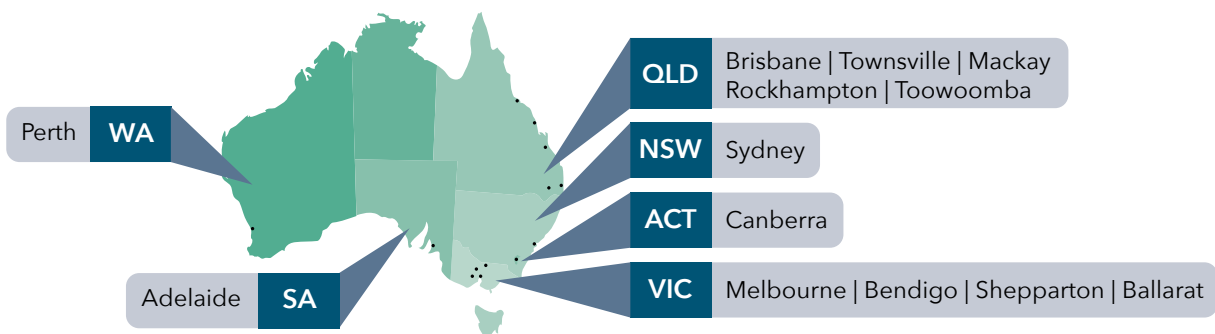 QLD
Brisbane | Townsville | Mackay
Rockhampton | Toowoomba
Perth WA
NSW Sydney
ACT Canberra
Adelaide SA
VIC Melbourne | Bendigo | Shepparton | Ballarat